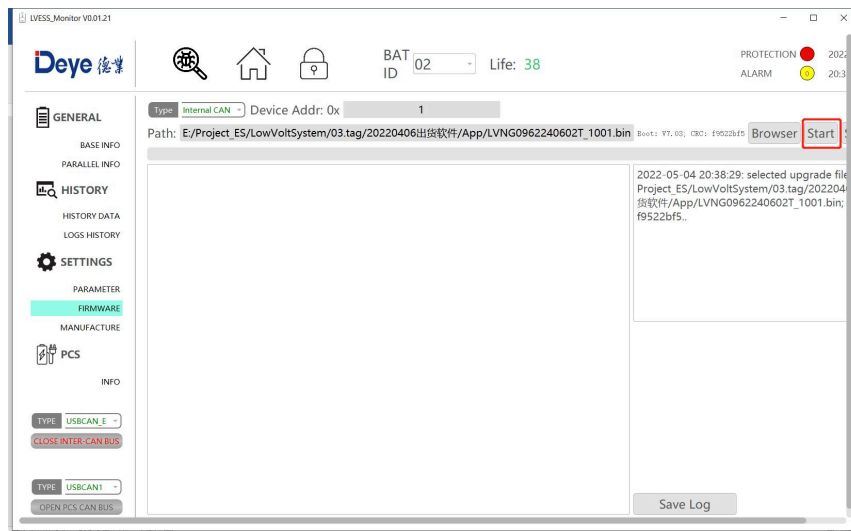 LVESS_Monitor V0.01.21
Deye 德業
BAT ID 02 Life: 38
PROTECTION 2022
ALARM 0 20:3
GENERAL
BASE INFO
PARALLEL INFO
HISTORY
HISTORY DATA
LOGS HISTORY
SETTINGS
PARAMETER
FIRMWARE
MANUFACTURE
PCS
INFO
TYPE USBCAN_E
CLOSE INTER-CAN BUS
TYPE USBCAN1
OPEN PCS CAN BUS
Type Internal CAN Device Addr: 0x 1
Path: E:/Project_ES/LowVoltSystem/03.tag/20220406出货软件/App/LVNG0962240602T_1001.bin Boot: V7.03, CRC: f9522bf5 Browser Start S
2022-05-04 20:38:29: selected upgrade file
Project_ES/LowVoltSystem/03.tag/202204
货软件/App/LVNG0962240602T_1001.bin;
f9522bf5..
Save Log